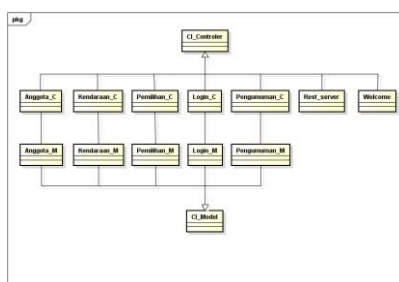 pkg
CI_Controler
Anggota_C
Kendaraan_C
Pemilihan_C
Login_C
Pengumuman_C
Rest_server
Welcome
Anggota_M
Kendaraan_M
Pemilihan_M
Login_M
Pengumuman_M
CI_Model